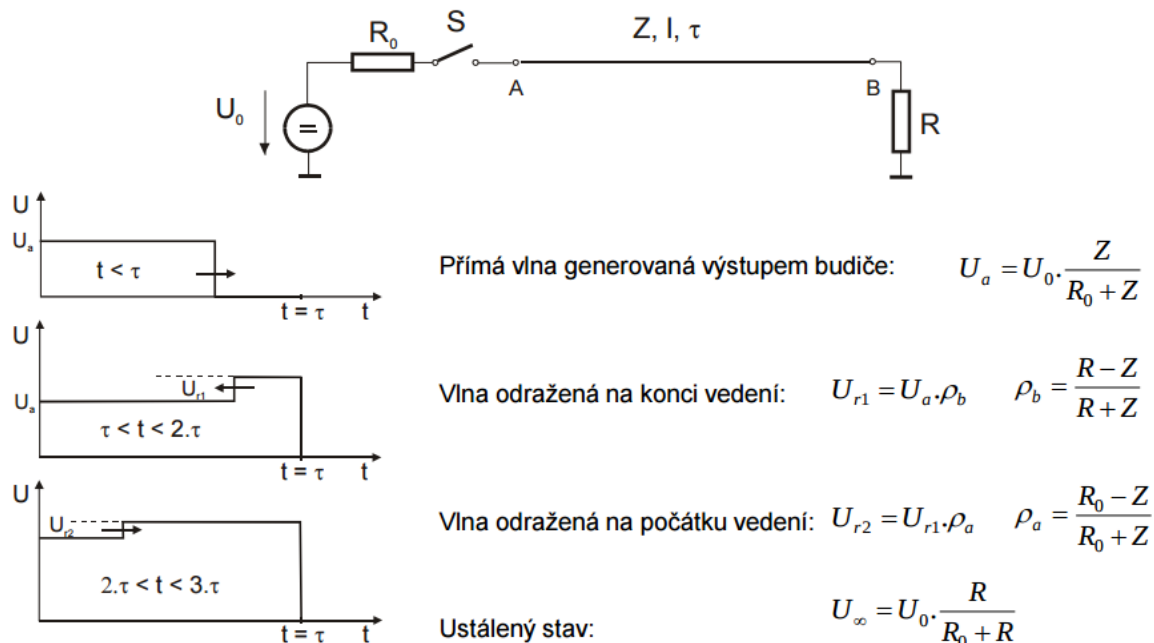 R₀ S Z, l, τ
A B
U₀ = R
U
Uₐ
t < τ
t = τ t
Přímá vlna generovaná výstupem budiče: Uₐ = U₀. Z / (R₀ + Z)
U
Uᵣ₁
Uₐ
τ < t < 2.τ
t = τ t
Vlna odražená na konci vedení: Uᵣ₁ = Uₐ.ρ_b ρ_b = (R − Z) / (R + Z)
U
Uᵣ₂
2.τ < t < 3.τ
t = τ t
Vlna odražená na počátku vedení: Uᵣ₂ = Uᵣ₁.ρₐ ρₐ = (R₀ − Z) / (R₀ + Z)
Ustálený stav: U∞ = U₀. R / (R₀ + R)